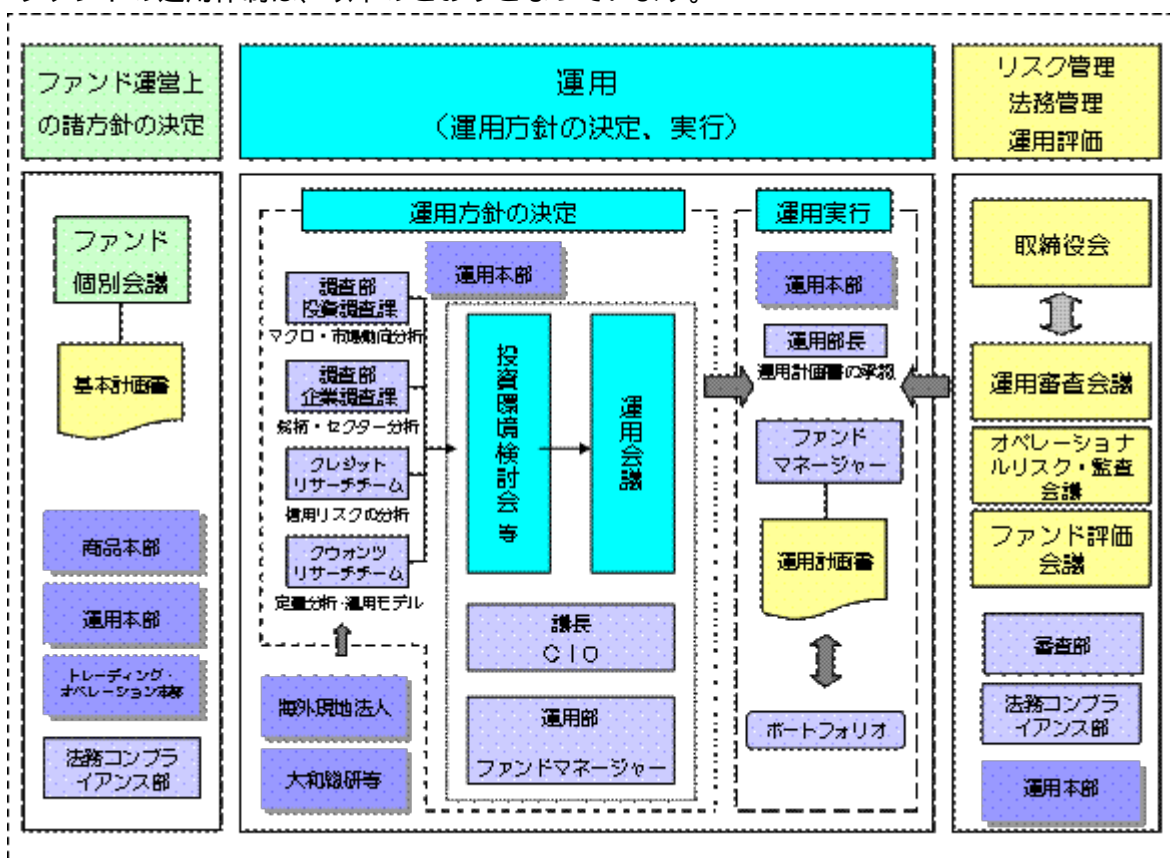 ファンド運営上
の諸方針の決定
運用
（運用方針の決定、実行）
リスク管理
法務管理
運用評価
ファンド
個別会議
基本計画書
商品本部
運用本部
トレーディング・
オペレーション本部
法務コンプラ
イアンス部
運用方針の決定
運用本部
調査部
投資調査課
マクロ・市場動向分析
調査部
企業調査課
銘柄・セクター分析
クレジット
リサーチチーム
信用リスクの分析
クウォンツ
リサーチチーム
定量分析・運用モデル
海外現地法人
大和総研等
投資環境検討会 等
運用会議
議長
ＣＩＯ
運用部
ファンドマネージャー
運用実行
運用本部
運用部長
運用計画書の承認
ファンド
マネージャー
運用計画書
ポートフォリオ
取締役会
運用審査会議
オペレーショナ
ルリスク・監査
会議
ファンド評価
会議
審査部
法務コンプラ
イアンス部
運用本部